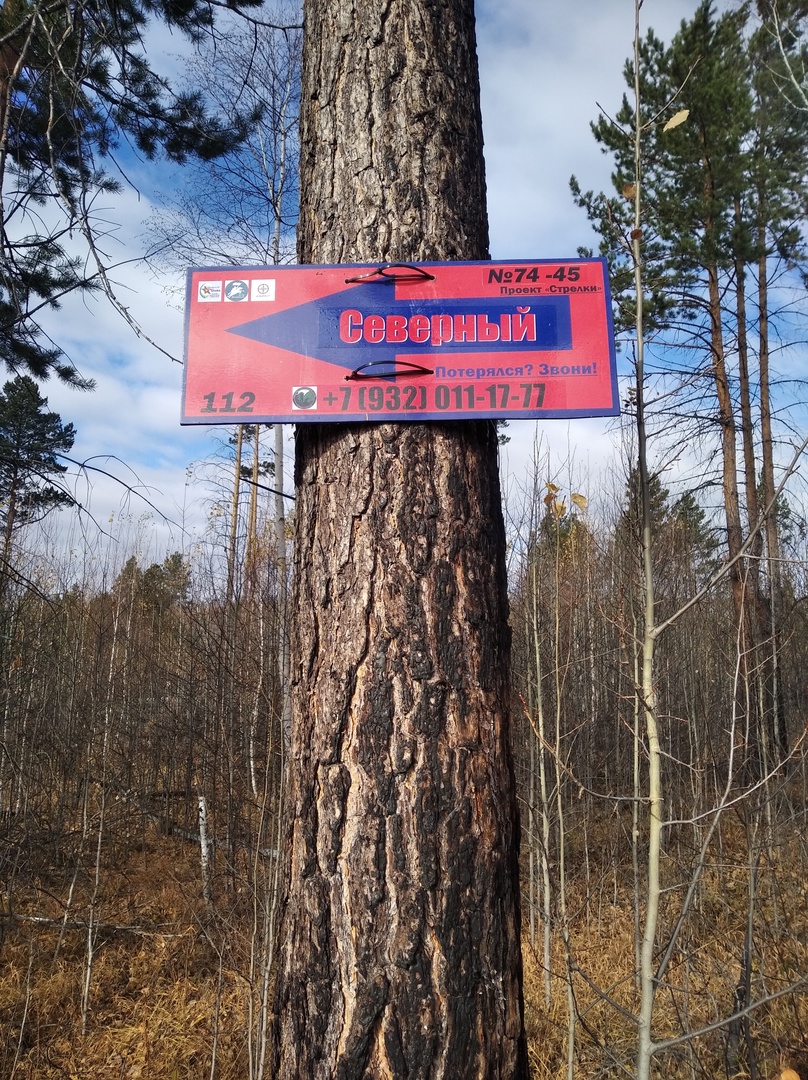 №74 -45
Проект «Стрелки»
Северный
Потерялся? Звони!
112
+7 (932) 011-17-77